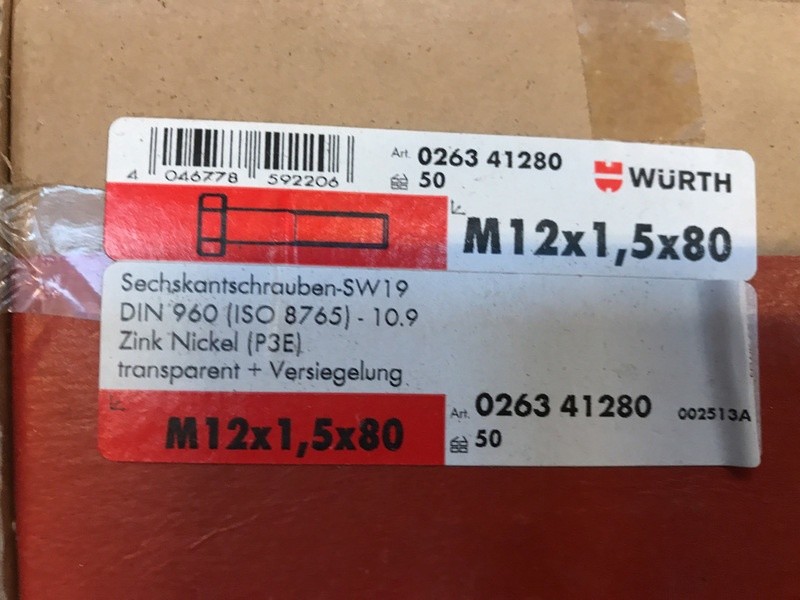 Art. 0263 41280
50
WÜRTH
4 046778 592206
M12x1,5x80
Sechskantschrauben-SW19
DIN 960 (ISO 8765) - 10.9
Zink Nickel (P3E)
transparent + Versiegelung
M12x1,5x80
Art. 0263 41280
002513A
50